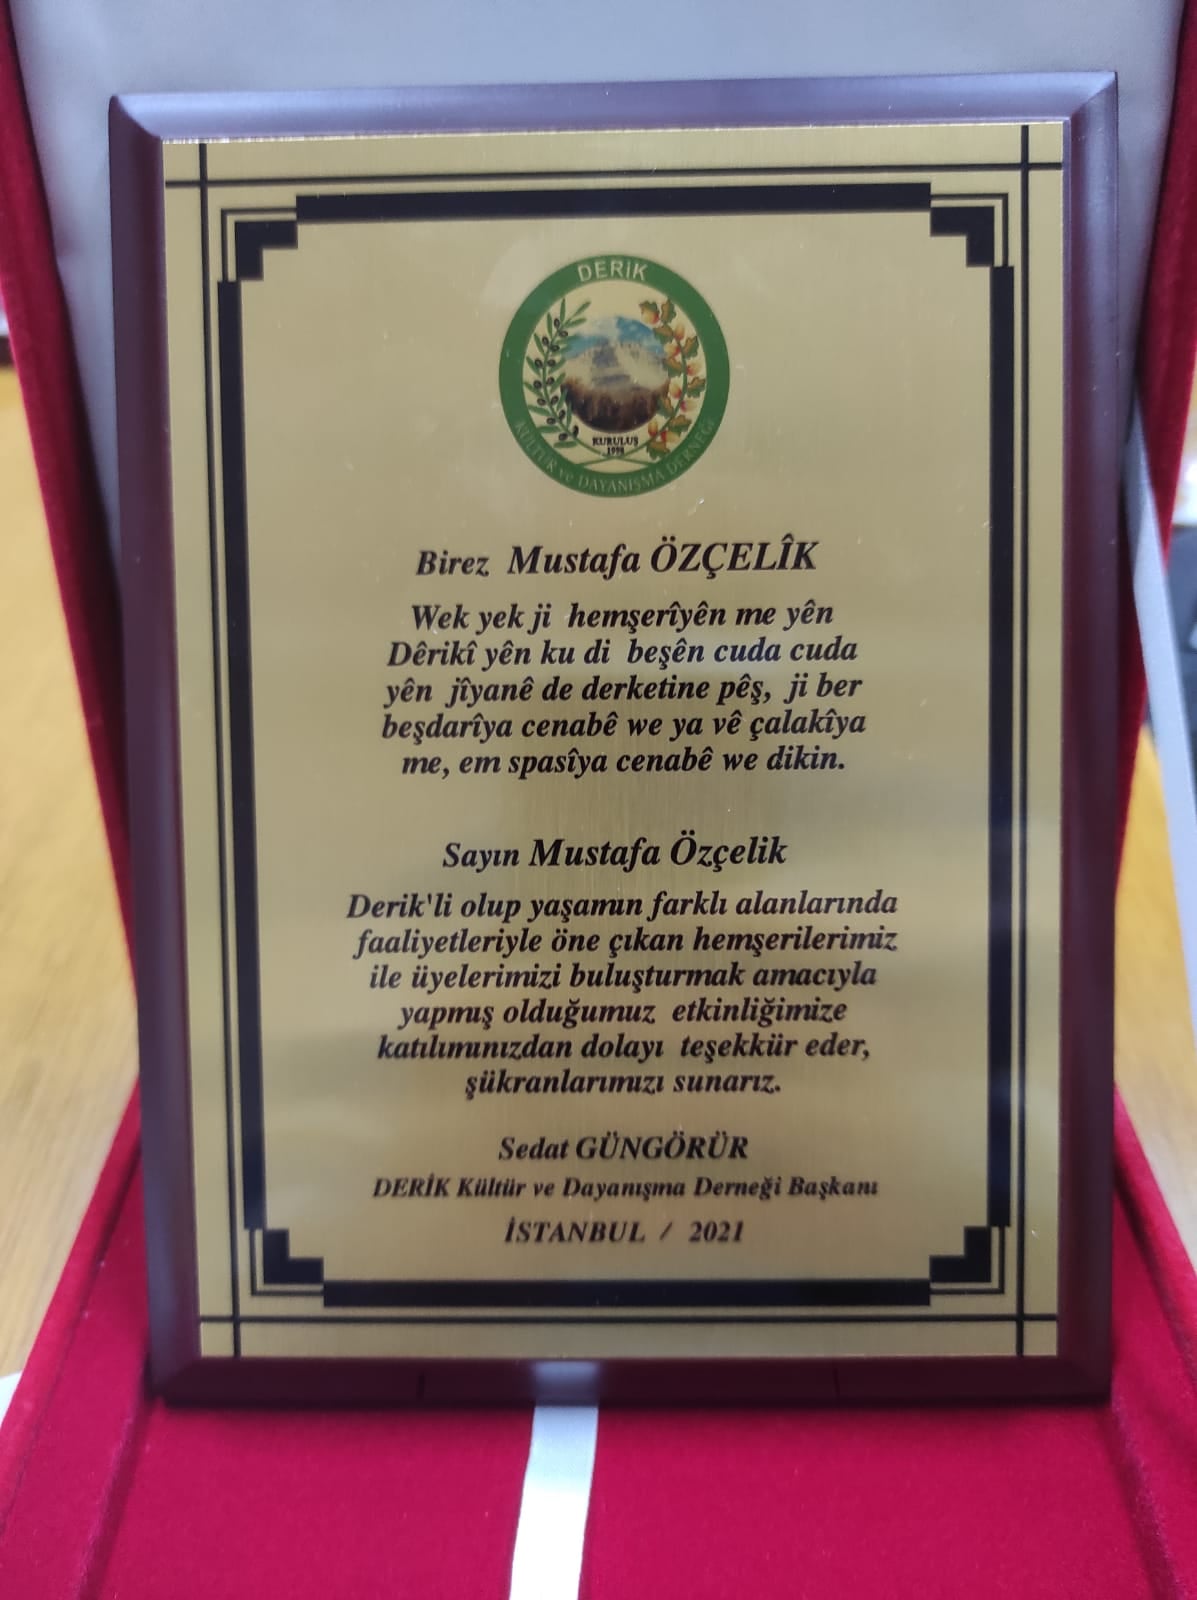 DERİK
KURULUŞ
1998
KÜLTÜR ve DAYANIŞMA DERNEĞİ
Birez Mustafa ÖZÇELÎK
Wek yek ji hemşerîyên me yên
Dêrikî yên ku di beşên cuda cuda
yên jîyanê de derketine pêş, ji ber
beşdarîya cenabê we ya vê çalakîya
me, em spasîya cenabê we dikin.
Sayın Mustafa Özçelik
Derik'li olup yaşamın farklı alanlarında
faaliyetleriyle öne çıkan hemşerilerimiz
ile üyelerimizi buluşturmak amacıyla
yapmış olduğumuz etkinliğimize
katılımınızdan dolayı teşekkür eder,
şükranlarımızı sunarız.
Sedat GÜNGÖRÜR
DERİK Kültür ve Dayanışma Derneği Başkanı
İSTANBUL / 2021